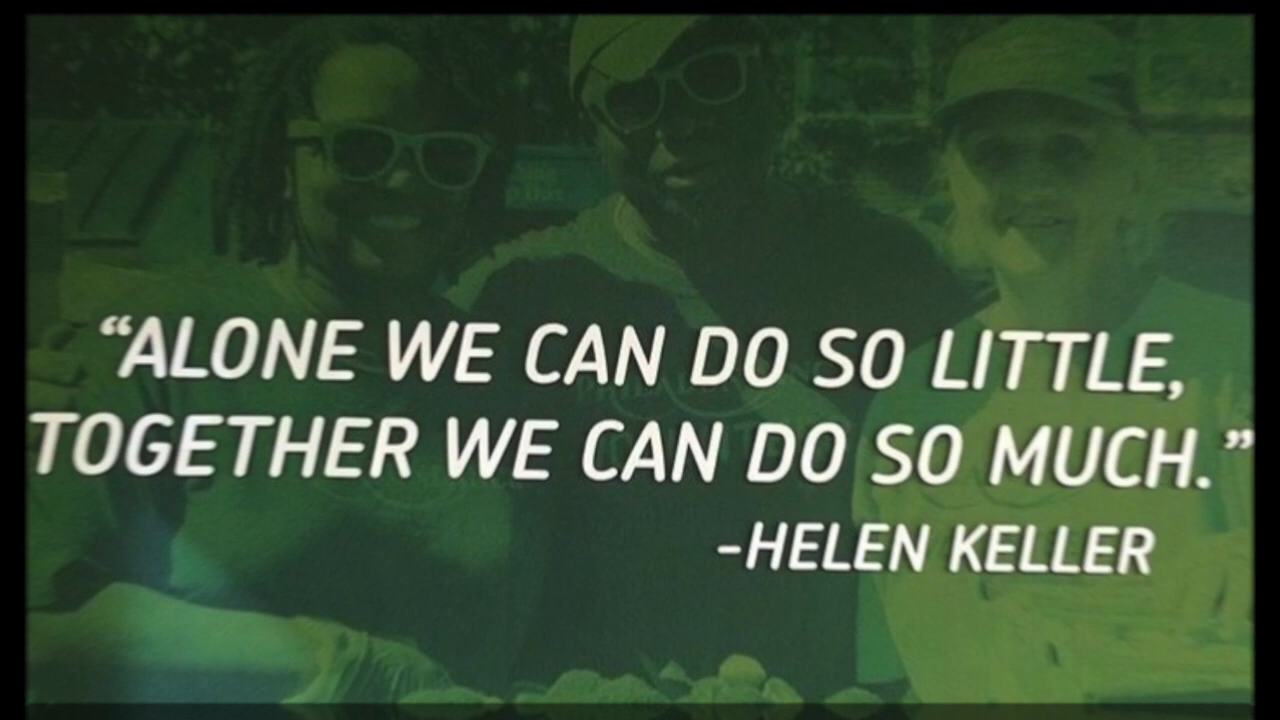 “ALONE WE CAN DO SO LITTLE,
TOGETHER WE CAN DO SO MUCH.”
-HELEN KELLER